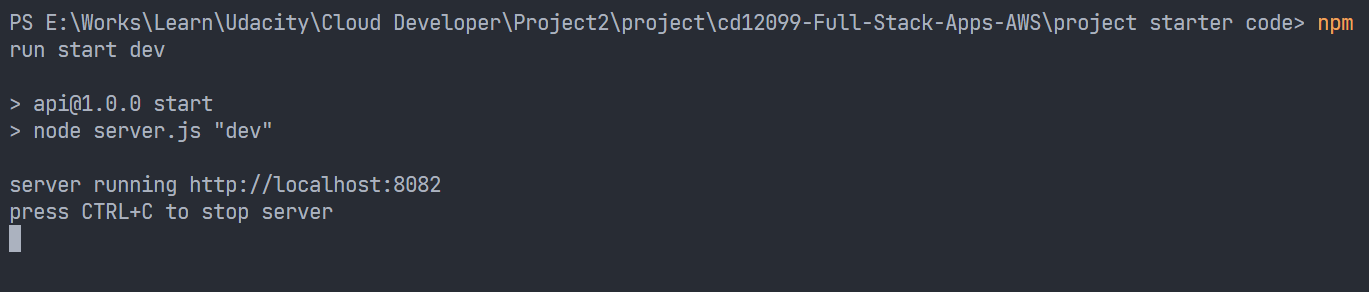 PS E:\Works\Learn\Udacity\Cloud Developer\Project2\project\cd12099-Full-Stack-Apps-AWS\project starter code> npm
run start dev
> api@1.0.0 start
> node server.js "dev"
server running http://localhost:8082
press CTRL+C to stop server